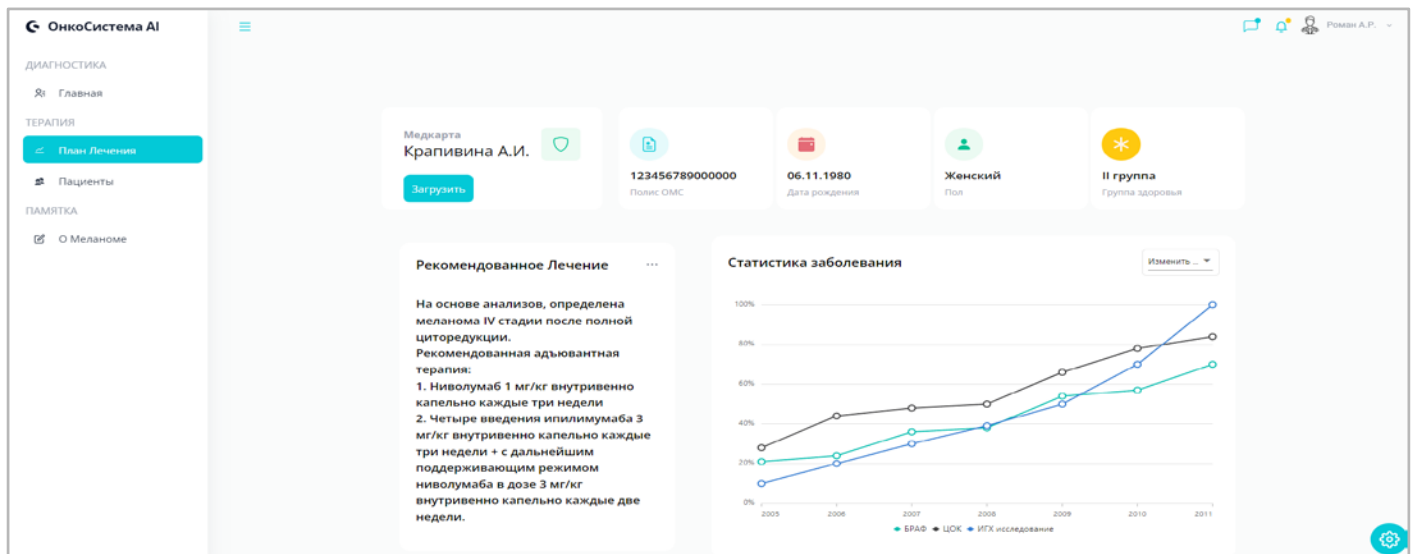 ОнкоСистема AI
Роман А.Р.
ДИАГНОСТИКА
Главная
ТЕРАПИЯ
План Лечения
Пациенты
ПАМЯТКА
О Меланоме
Медкарта
Крапивина А.И.
Загрузить
123456789000000
Полис ОМС
06.11.1980
Дата рождения
Женский
Пол
II группа
Группа здоровья
Рекомендованное Лечение ...
На основе анализов, определена
меланома IV стадии после полной
циторедукции.
Рекомендованная адъювантная
терапия:
1. Ниволумаб 1 мг/кг внутривенно
капельно каждые три недели
2. Четыре введения ипилимумаба 3
мг/кг внутривенно капельно каждые
три недели + с дальнейшим
поддерживающим режимом
ниволумаба в дозе 3 мг/кг
внутривенно капельно каждые две
недели.
Статистика заболевания
Изменить ...
100%
80%
60%
40%
20%
0%
2005 2006 2007 2008 2009 2010 2011
БРАФ ЦОК ИГХ исследование